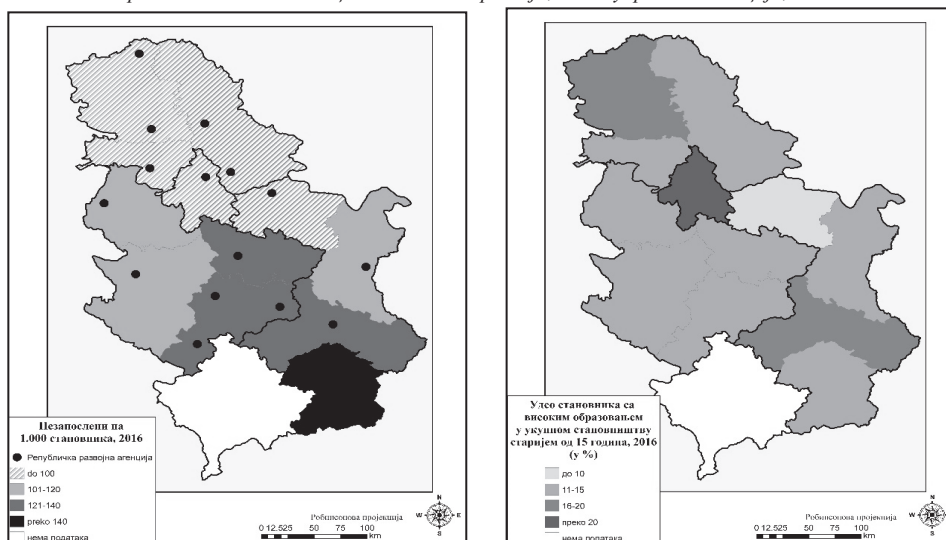 Незапослени на
1.000 становника, 2016
Републичка развојна агенција
do 100
101-120
121-140
preko 140
нема података
Робинсонова пројекција
N
W E
S
0 12.525 50 75 100
km
Удео становника са
високим образовањем
у укупном становништву
старијем од 15 година, 2016
(у %)
до 10
11-15
16-20
преко 20
нема података
Робинсонова пројекција
N
W E
S
0 12.525 50 75 100
km